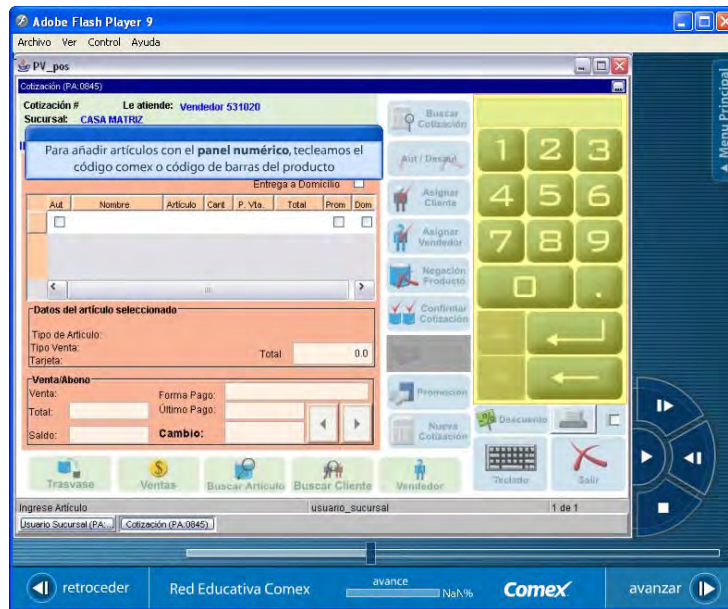 Adobe Flash Player 9
Archivo Ver Control Ayuda
PV_pos
Cotización (PA:0845)
Cotización # Le atiende: Vendedor 531020
Sucursal: CASA MATRIZ
Para añadir artículos con el panel numérico, tecleamos el
código comex o código de barras del producto
Entrega a Domicilio
Aut Nombre Artículo Cant P. Vta. Total Prom Dom
Datos del artículo seleccionado
Tipo de Articulo:
Tipo Venta:
Tarjeta:
Total 0.0
Venta/Abono
Venta: Forma Pago:
Total: Último Pago:
Saldo: Cambio:
Buscar
Cotización
Aut / Desaut
Asignar
Cliente
Asignar
Vendedor
Negación
Producto
Confirmar
Cotización
Promocion
Nueva
Cotización
1 2 3
4 5 6
7 8 9
0 .
Descuento
Teclado
Salir
Trasvase Ventas Buscar Articulo Buscar Cliente Vendedor
Ingrese Artículo usuario_sucursal 1 de 1
Usuario Sucursal (PA:... Cotización (PA:0845)
Menu Principal
retroceder Red Educativa Comex avance NaN% Comex avanzar